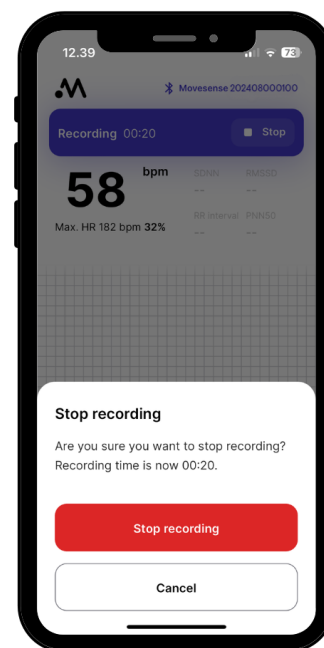 12.39
73
Movesense 202408000100
Recording 00:20
Stop
58 bpm
SDNN RMSSD
-- --
Max. HR 182 bpm 32%
RR interval PNN50
-- --
Stop recording
Are you sure you want to stop recording?
Recording time is now 00:20.
Stop recording
Cancel